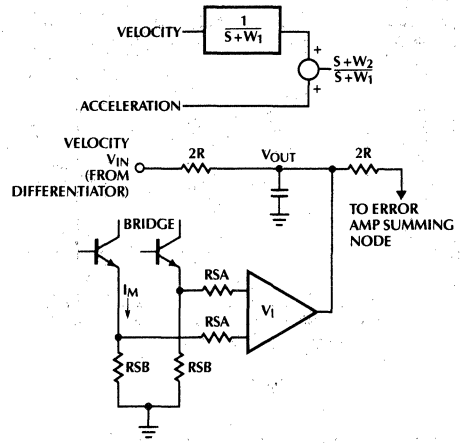 VELOCITY
1
S+W1
+
S+W2
S+W1
+
ACCELERATION
VELOCITY
VIN
(FROM
DIFFERENTIATOR)
2R
VOUT
2R
TO ERROR
AMP SUMMING
NODE
BRIDGE
IM
RSA
RSA
VI
RSB
RSB